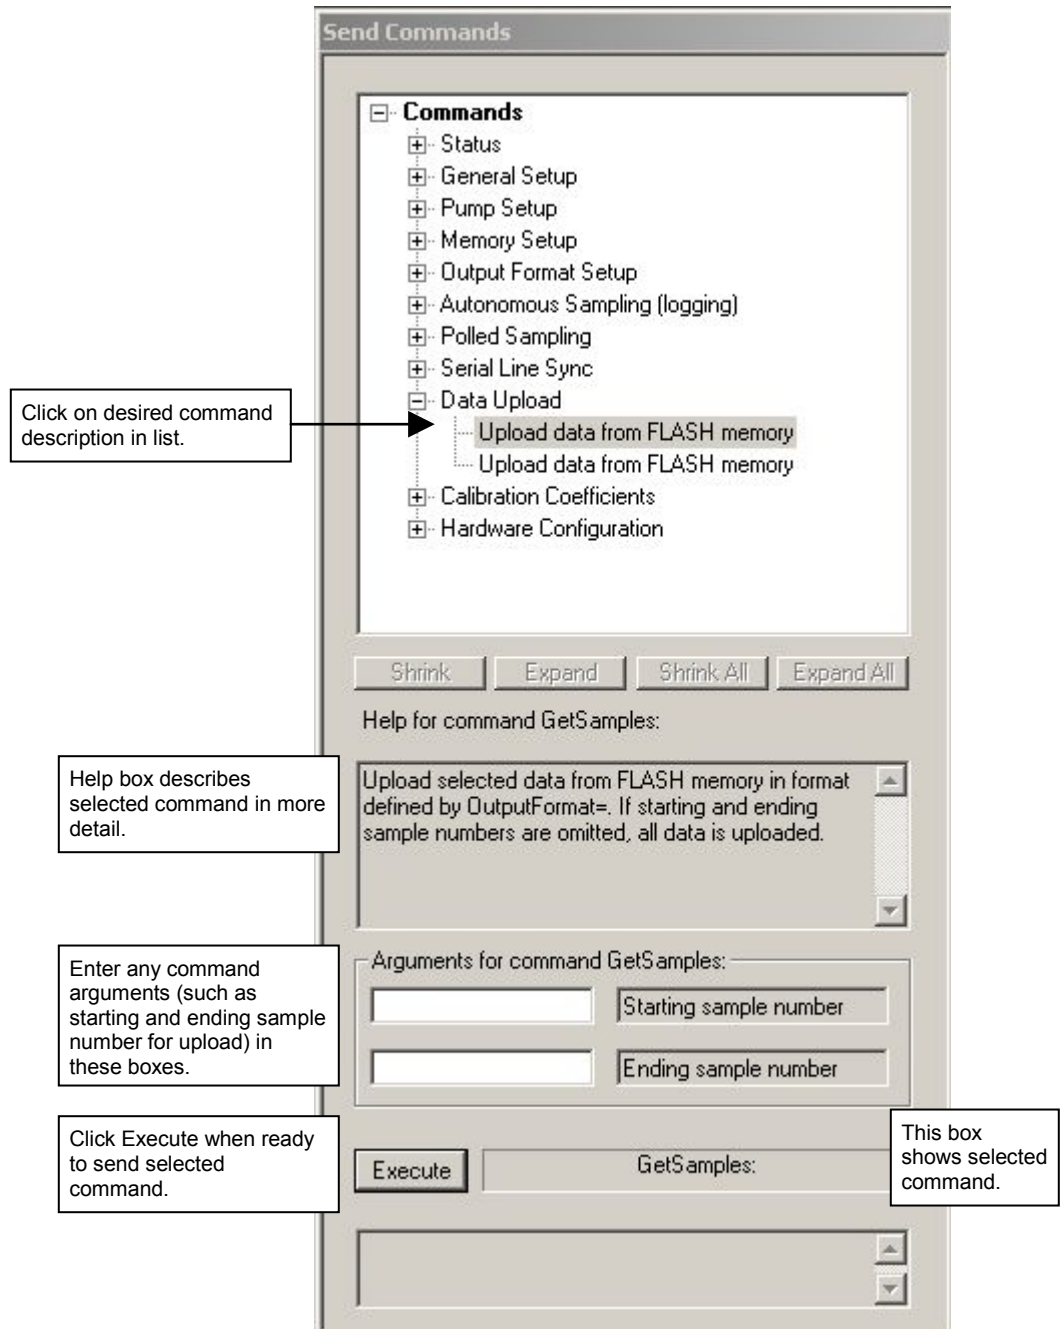 Send Commands
Commands
Status
General Setup
Pump Setup
Memory Setup
Output Format Setup
Autonomous Sampling (logging)
Polled Sampling
Serial Line Sync
Data Upload
Upload data from FLASH memory
Upload data from FLASH memory
Calibration Coefficients
Hardware Configuration
Click on desired command
description in list.
Shrink Expand Shrink All Expand All
Help for command GetSamples:
Help box describes
selected command in more
detail.
Upload selected data from FLASH memory in format
defined by OutputFormat=. If starting and ending
sample numbers are omitted, all data is uploaded.
Enter any command
arguments (such as
starting and ending sample
number for upload) in
these boxes.
Arguments for command GetSamples:
Starting sample number
Ending sample number
Click Execute when ready
to send selected
command.
Execute
GetSamples:
This box
shows selected
command.